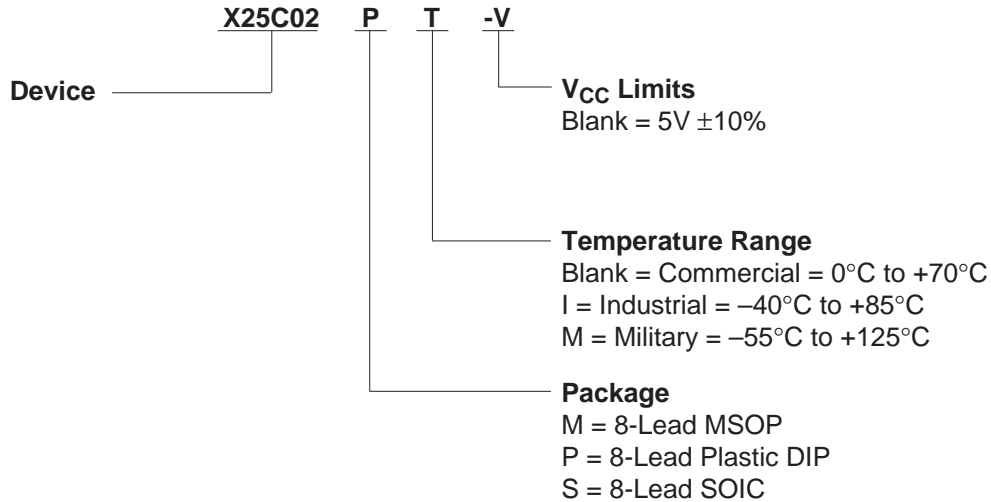 X25C02 P T -V
Device
VCC Limits
Blank = 5V ±10%
Temperature Range
Blank = Commercial = 0°C to +70°C
I = Industrial = –40°C to +85°C
M = Military = –55°C to +125°C
Package
M = 8-Lead MSOP
P = 8-Lead Plastic DIP
S = 8-Lead SOIC